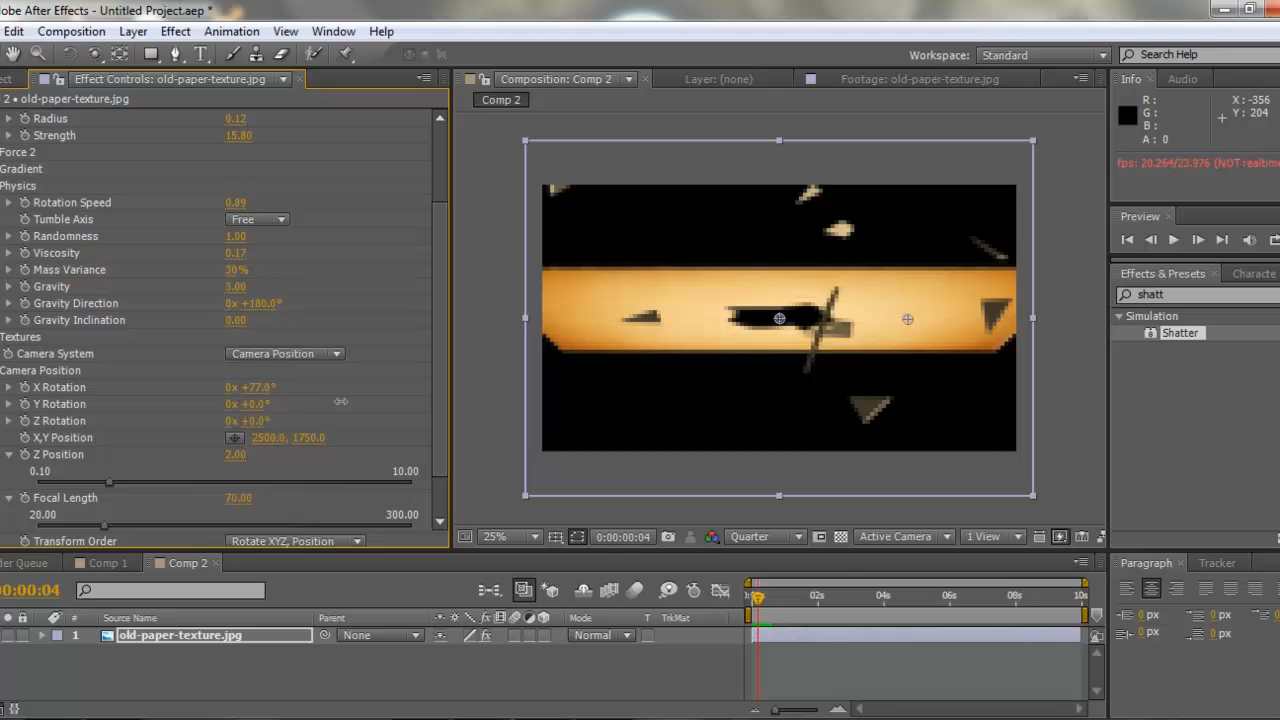 dobe After Effects - Untitled Project.aep *
Edit Composition Layer Effect Animation View Window Help
Workspace: Standard Search Help
ect Effect Controls: old-paper-texture.jpg Composition: Comp 2 Layer: (none) Footage: old-paper-texture.jpg Info Audio
2 • old-paper-texture.jpg Comp 2
R: X: -356
G: Y: 204
B:
A: 0
fps: 20.264/23.976 (NOT realtime
Radius 0.12
Strength 15.80
Force 2
Gradient
Physics
Rotation Speed 0.89
Tumble Axis Free
Randomness 1.00
Viscosity 0.17
Mass Variance 30%
Gravity 3.00
Gravity Direction 0x +180.0°
Gravity Inclination 0.00
Textures
Camera System Camera Position
Camera Position
X Rotation 0x +77.0°
Y Rotation 0x +0.0°
Z Rotation 0x +0.0°
X,Y Position 2500.0, 1750.0
Z Position 2.00
0.10 10.00
Focal Length 70.00
20.00 300.00
Transform Order Rotate XYZ, Position
Preview
Effects & Presets Characte
shatt
Simulation
Shatter
25% 0:00:00:04 Quarter Active Camera 1 View
der Queue Comp 1 Comp 2
0:00:00:04
02s 04s 06s 08s 10s
# Source Name Parent Mode T TrkMat
1 old-paper-texture.jpg None Normal
Paragraph Tracker
0 px 0 px
0 px 0 px